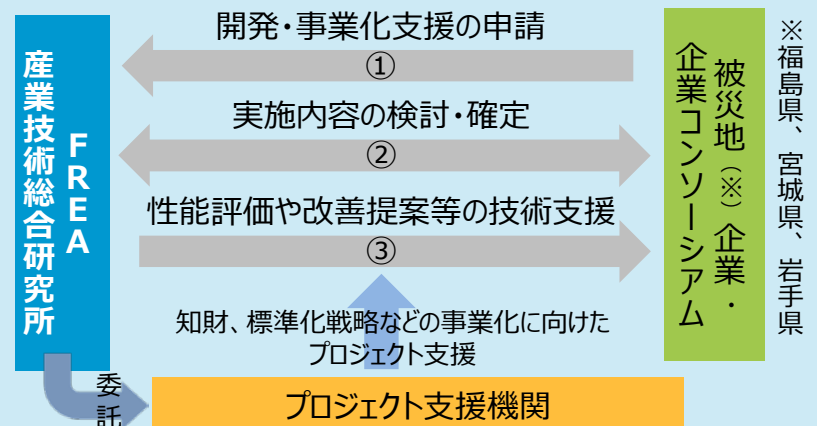 開発・事業化支援の申請
①
実施内容の検討・確定
②
性能評価や改善提案等の技術支援
③
産業技術総合研究所
FREA
被災地（※）企業・
企業コンソーシアム
※福島県、宮城県、岩手県
知財、標準化戦略などの事業化に向けた
プロジェクト支援
委託
プロジェクト支援機関